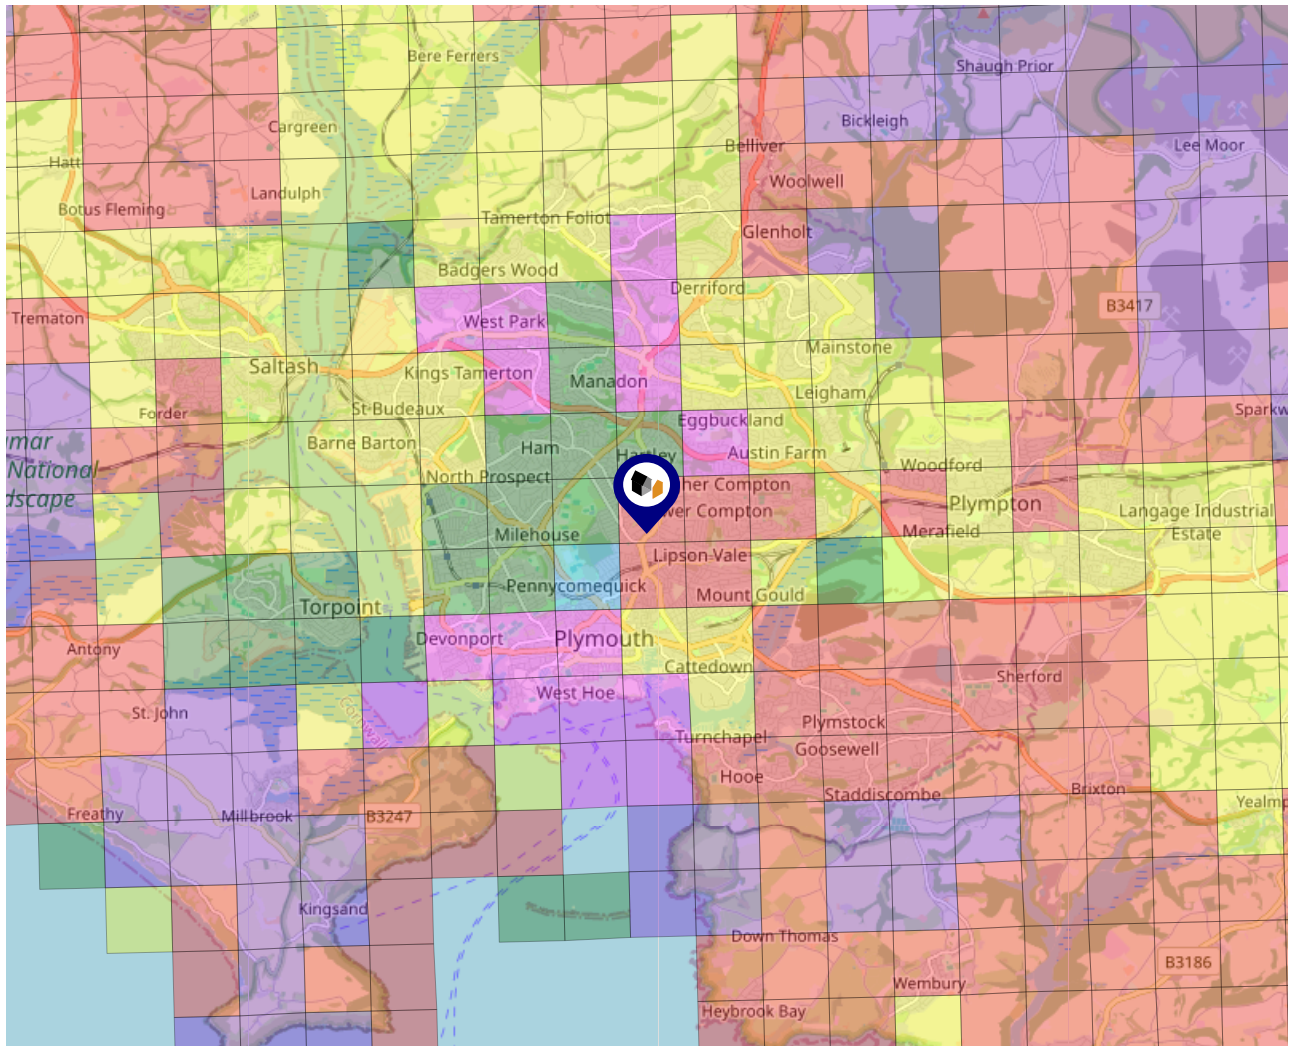 Bere Ferrers
Shaugh Prior
Cargreen
Bickleigh
Belliver
Lee Moor
Hatt
Woolwell
Landulph
Botus Fleming
Tamerton Foliot
Glenholt
Badgers Wood
Derriford
B3417
Trematon
West Park
Mainstone
Saltash
Kings Tamerton
Manadon
Leigham
Forder
St Budeaux
Eggbuckland
Sparkw
mar
National
dscape
Barne Barton
Ham
Hartley
Austin Farm
Woodford
North Prospect
her Compton
Plympton
wer Compton
Langage Industrial
Estate
Milehouse
Merafield
Lipson Vale
Pennycomequick
Mount Gould
Torpoint
Devonport
Plymouth
Antony
Cattedown
Sherford
West Hoe
St. John
Cornwall
Plymstock
Turnchapel
Goosewell
Hooe
Brixton
Staddiscombe
Yealmp
Freathy
Millbrook
B3247
Kingsand
Down Thomas
B3186
Wembury
Heybrook Bay